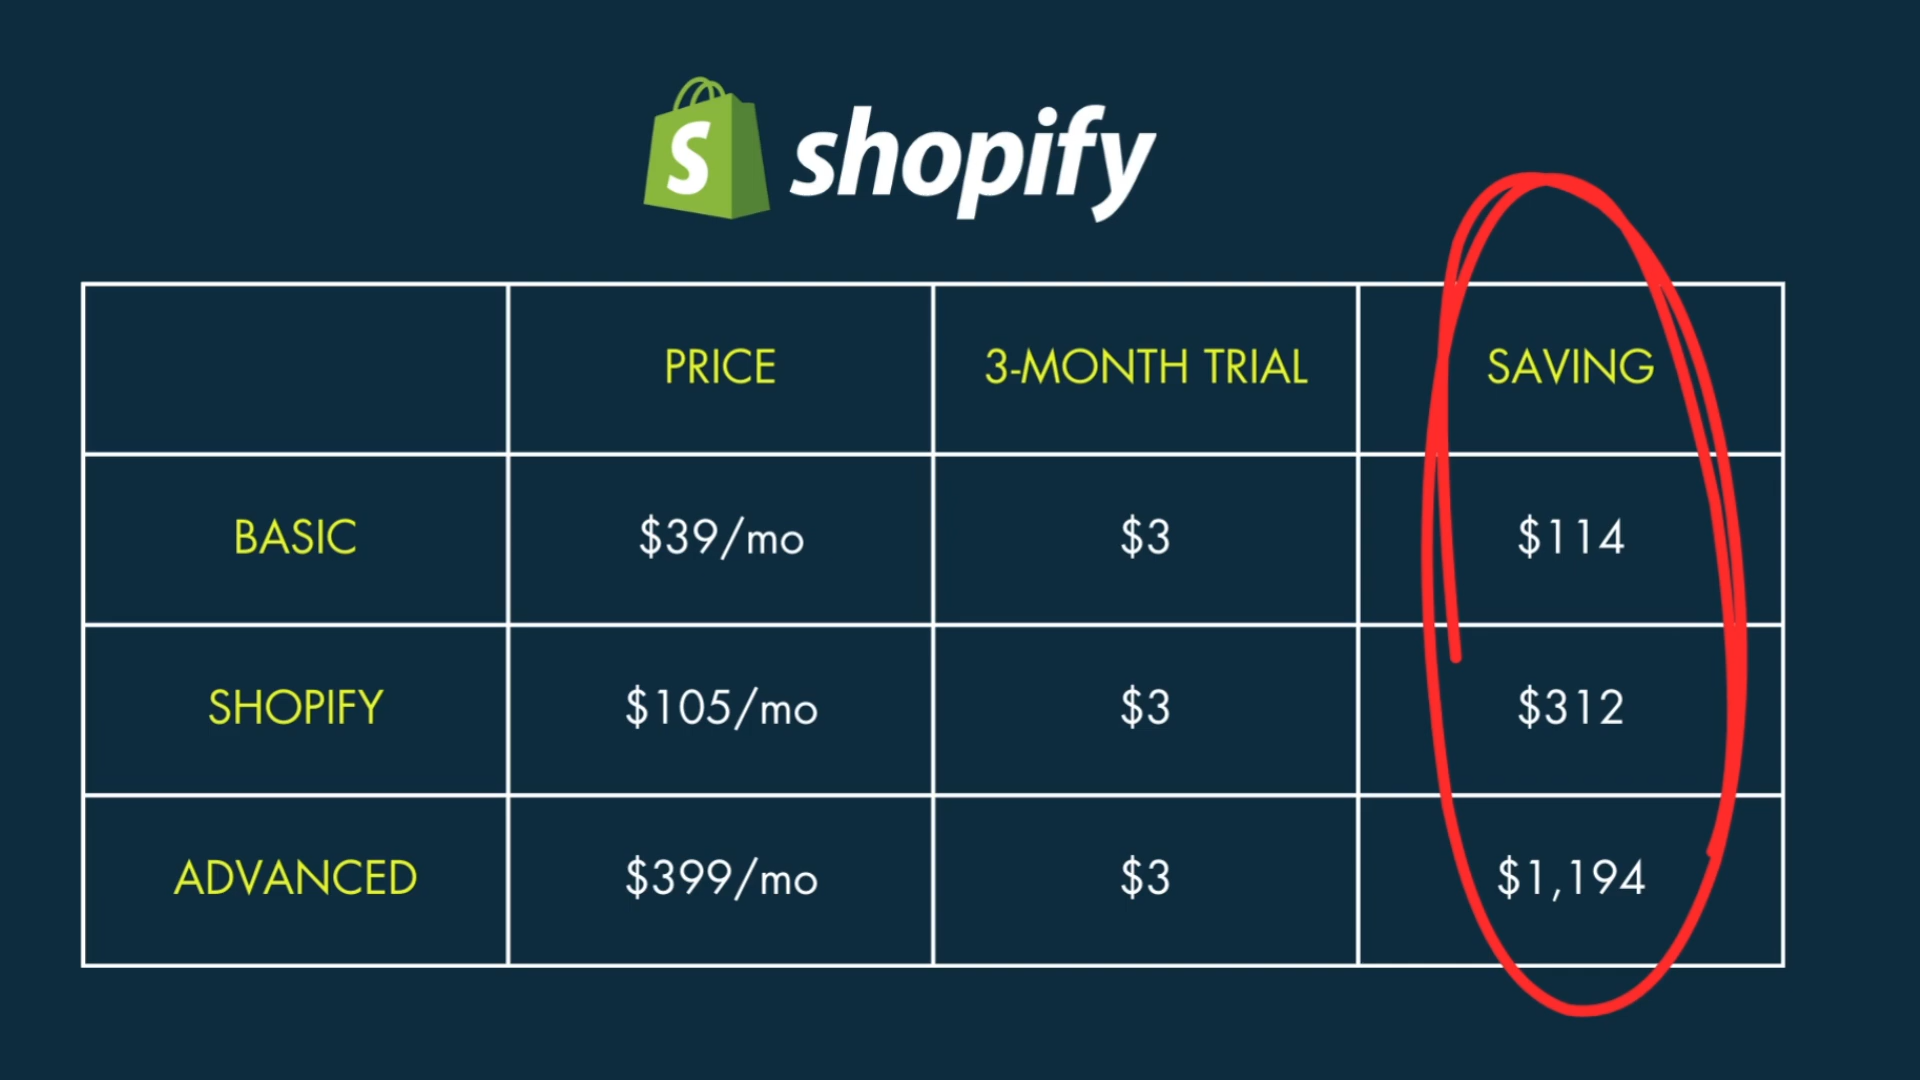 S shopify
PRICE 3-MONTH TRIAL SAVING
BASIC $39/mo $3 $114
SHOPIFY $105/mo $3 $312
ADVANCED $399/mo $3 $1,194